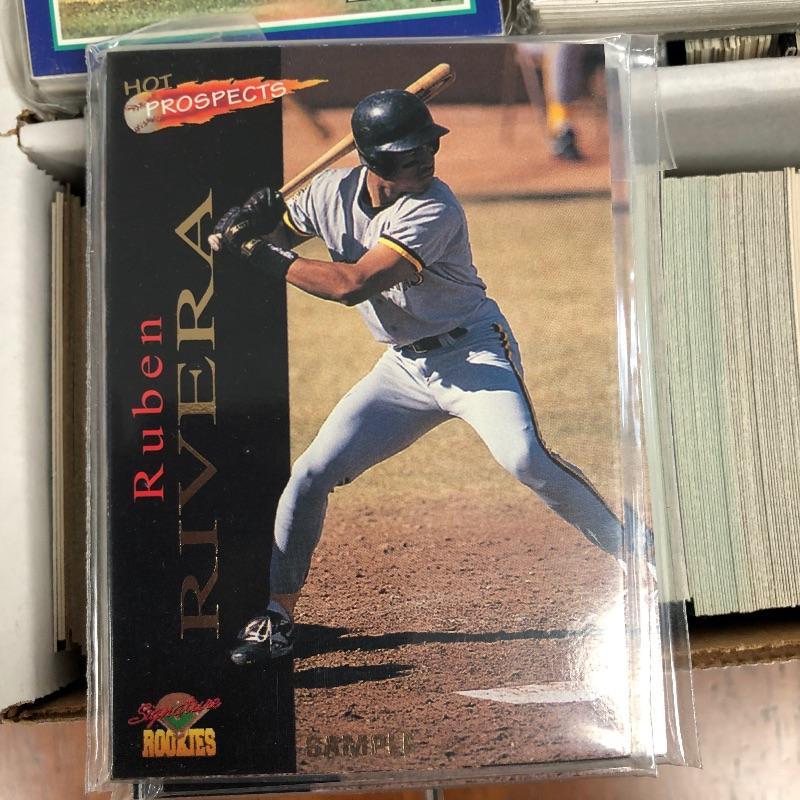 HOT
PROSPECTS
Ruben
RIVERA
Signature
ROOKIES
SAMPLE